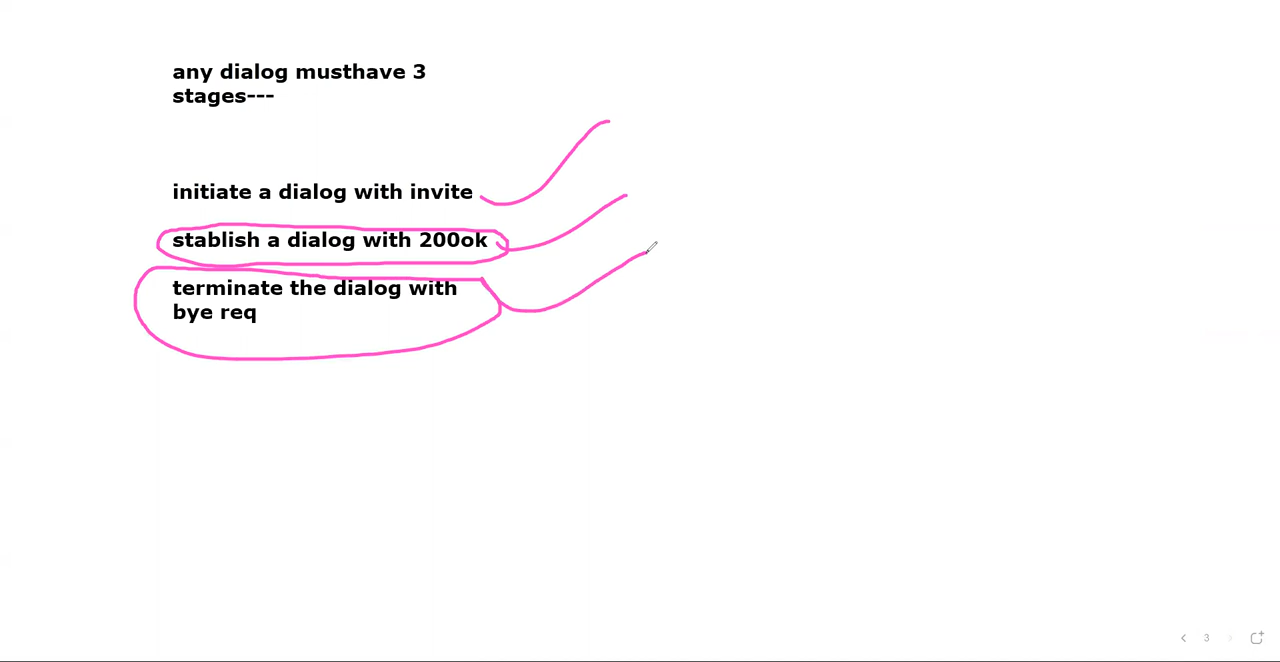 any dialog musthave 3
stages---
initiate a dialog with invite
stablish a dialog with 200ok
terminate the dialog with
bye req
3